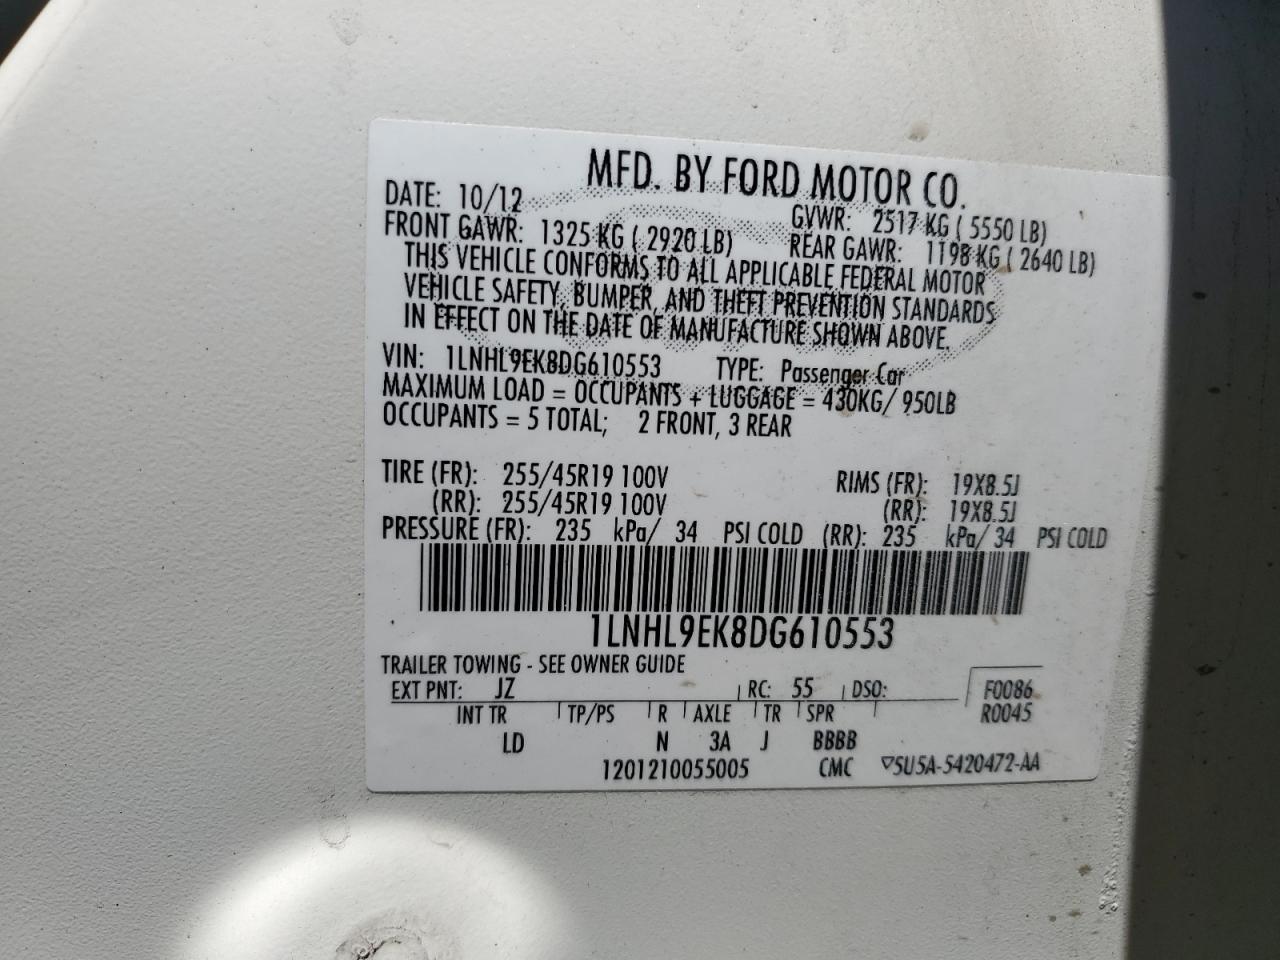 MFD. BY FORD MOTOR CO.
DATE: 10/12 GVWR: 2517 KG ( 5550 LB)
FRONT GAWR: 1325 KG ( 2920 LB) REAR GAWR: 1198 KG ( 2640 LB)
THIS VEHICLE CONFORMS TO ALL APPLICABLE FEDERAL MOTOR
VEHICLE SAFETY, BUMPER, AND THEFT PREVENTION STANDARDS
IN EFFECT ON THE DATE OF MANUFACTURE SHOWN ABOVE.
VIN: 1LNHL9EK8DG610553 TYPE: Passenger Car
MAXIMUM LOAD = OCCUPANTS + LUGGAGE = 430KG/ 950LB
OCCUPANTS = 5 TOTAL; 2 FRONT, 3 REAR
TIRE (FR): 255/45R19 100V RIMS (FR): 19X8.5J
(RR): 255/45R19 100V (RR): 19X8.5J
PRESSURE (FR): 235 kPa/ 34 PSI COLD (RR): 235 kPa/ 34 PSI COLD
1LNHL9EK8DG610553
TRAILER TOWING - SEE OWNER GUIDE
EXT PNT: JZ RC: 55 DSO: F0086
INT TR TP/PS R AXLE TR SPR R0045
LD N 3A J BBBB
1201210055005 CMC ▽5U5A-5420472-AA